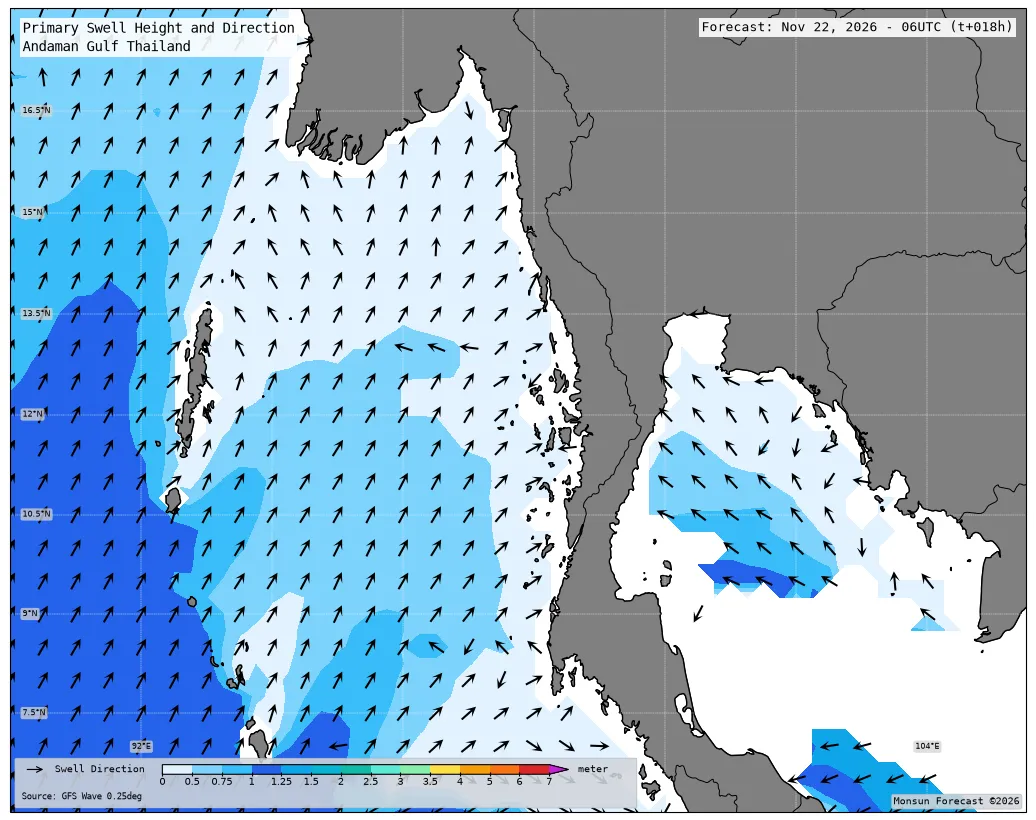 Primary Swell Height and Direction
Andaman Gulf Thailand
Forecast: Nov 22, 2026 - 06UTC (t+018h)
16.5°N
15°N
13.5°N
12°N
10.5°N
9°N
7.5°N
92°E
104°E
Swell Direction
0 0.5 0.75 1 1.25 1.5 2 2.5 3 3.5 4 5 6 7
meter
Source: GFS Wave 0.25deg
Monsun Forecast ©2026